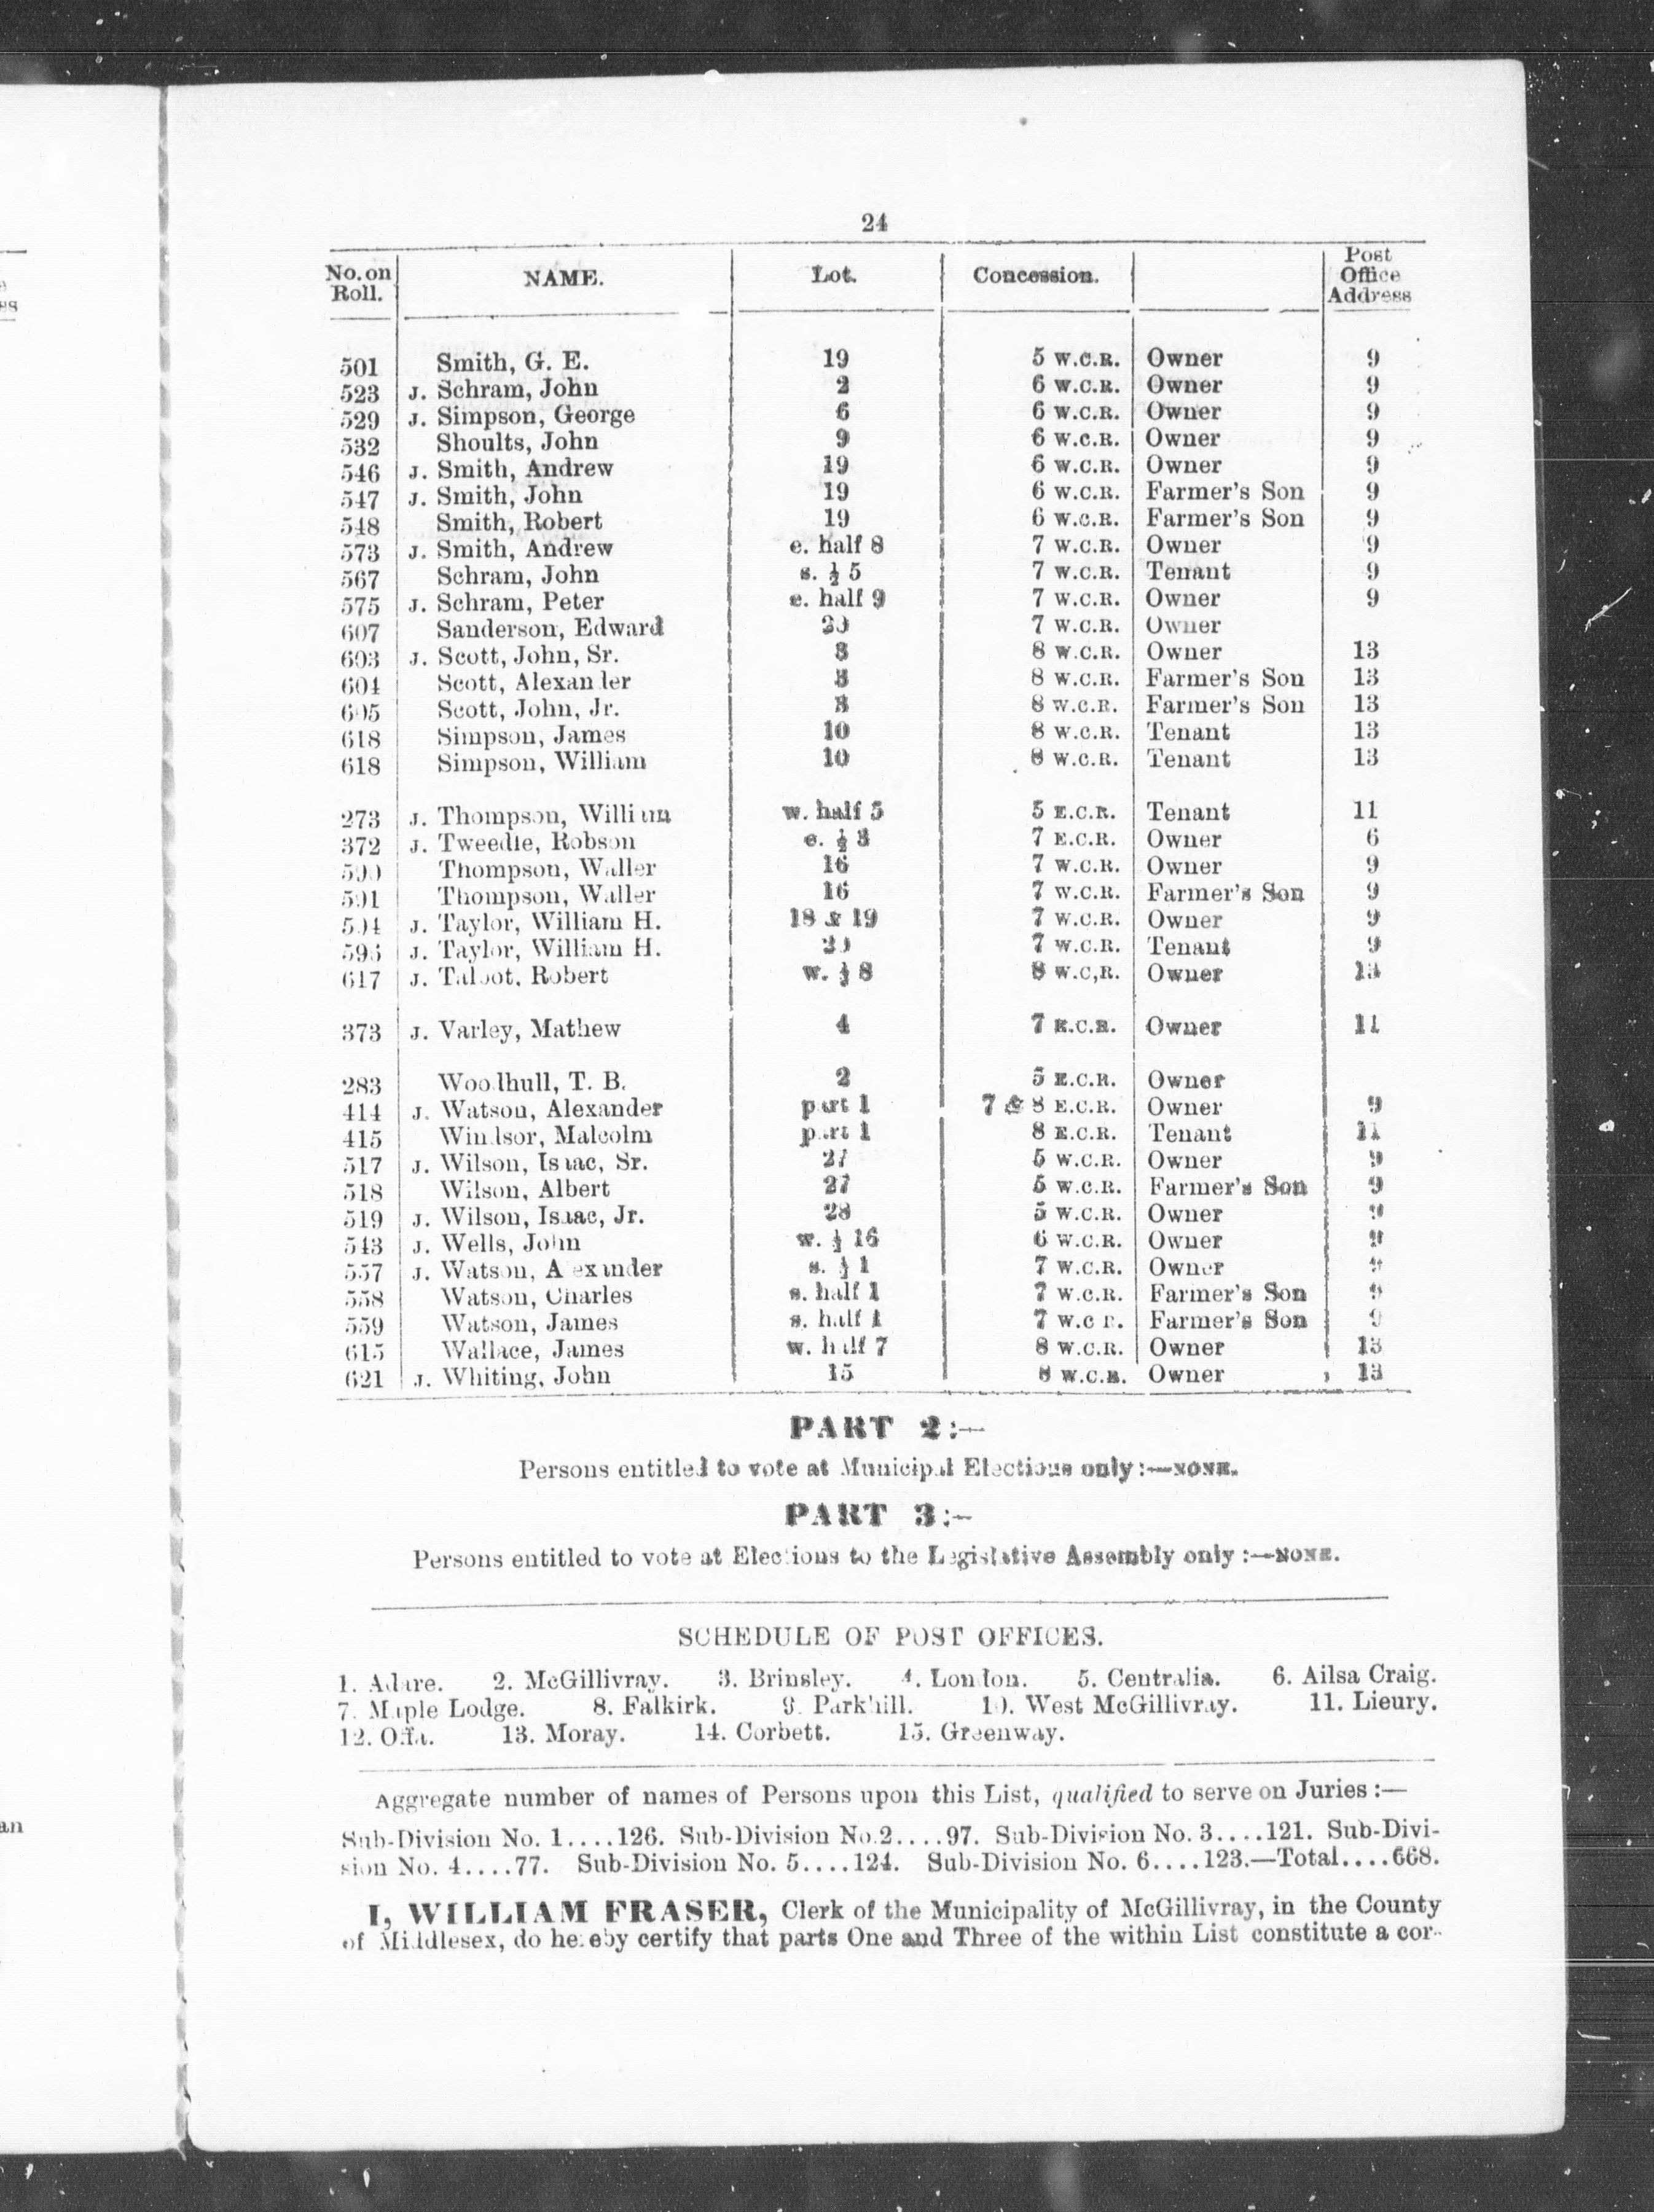 24
No. on Roll. NAME. Lot. Concession. Post Office Address
501 Smith, G. E. 19 5 W.C.R. Owner 9
523 J. Schram, John 2 6 W.C.R. Owner 9
529 J. Simpson, George 6 6 W.C.R. Owner 9
532 Shoults, John 9 6 W.C.R. Owner 9
546 J. Smith, Andrew 19 6 W.C.R. Owner 9
547 J. Smith, John 19 6 W.C.R. Farmer's Son 9
548 Smith, Robert 19 6 W.C.R. Farmer's Son 9
573 J. Smith, Andrew e. half 8 7 W.C.R. Owner 9
567 Schram, John s. ½ 5 7 W.C.R. Tenant 9
575 J. Schram, Peter e. half 9 7 W.C.R. Owner 9
607 Sanderson, Edward 20 7 W.C.R. Owner
603 J. Scott, John, Sr. 3 8 W.C.R. Owner 13
604 Scott, Alexander 3 8 W.C.R. Farmer's Son 13
605 Scott, John, Jr. 3 8 W.C.R. Farmer's Son 13
618 Simpson, James 10 8 W.C.R. Tenant 13
618 Simpson, William 10 8 W.C.R. Tenant 13
273 J. Thompson, William w. half 5 5 E.C.R. Tenant 11
372 J. Tweedie, Robson e. ½ 3 7 E.C.R. Owner 6
590 Thompson, Waller 16 7 W.C.R. Owner 9
591 Thompson, Waller 16 7 W.C.R. Farmer's Son 9
594 J. Taylor, William H. 18 & 19 7 W.C.R. Owner 9
J. Taylor, William H. 20 7 W.C.R. Tenant 9
617 J. Talbot, Robert w. ½ 8 8 W.C,R. Owner 13
373 J. Varley, Mathew 4 7 E.C.R. Owner 11
283 Woodhull, T. B. 2 5 E.C.R. Owner
414 J. Watson, Alexander part 1 7 & 8 E.C.R. Owner 9
415 Windsor, Malcolm part 1 8 E.C.R. Tenant 11
517 J. Wilson, Isaac, Sr. 27 5 W.C.R. Owner 9
518 Wilson, Albert 27 5 W.C.R. Farmer's Son 9
519 J. Wilson, Isaac, Jr. 28 5 W.C.R. Owner 9
543 J. Wells, John w. ½ 16 6 W.C.R. Owner 9
557 J. Watson, Alexander s. ½ 1 7 W.C.R. Owner 9
558 Watson, Charles s. half 1 7 W.C.R. Farmer's Son 9
559 Watson, James s. half 1 7 W.C R. Farmer's Son 9
615 Wallace, James w. half 7 8 W.C.R. Owner 13
621 J. Whiting, John 15 8 W.C.R. Owner 13
PART 2:—
Persons entitled to vote at Municipal Elections only:—NONE.
PART 3:—
Persons entitled to vote at Elections to the Legislative Assembly only:—NONE.
SCHEDULE OF POST OFFICES.
1. Adare. 2. McGillivray. 3. Brinsley. 4. London. 5. Centralia. 6. Ailsa Craig.
7. Maple Lodge. 8. Falkirk. 9. Parkhill. 10. West McGillivray. 11. Lieury.
12. Offa. 13. Moray. 14. Corbett. 15. Greenway.
Aggregate number of names of Persons upon this List, qualified to serve on Juries:—
Sub-Division No. 1....126. Sub-Division No.2....97. Sub-Division No. 3....121. Sub-Divi-
sion No. 4....77. Sub-Division No. 5....124. Sub-Division No. 6....123.—Total....668.
I, WILLIAM FRASER, Clerk of the Municipality of McGillivray, in the County
of Middlesex, do hereby certify that parts One and Three of the within List constitute a cor-